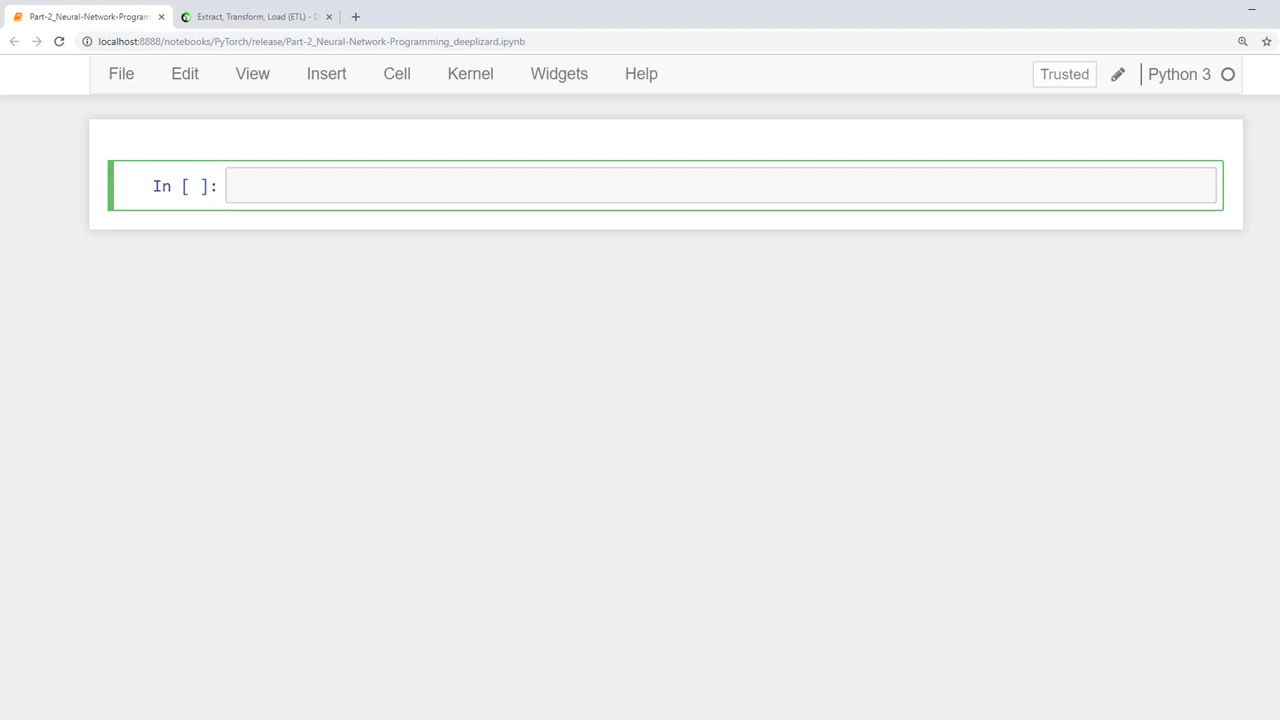 Part-2_Neural-Network-Program
Extract, Transform, Load (ETL) - D
localhost:8888/notebooks/PyTorch/release/Part-2_Neural-Network-Programming_deeplizard.ipynb
File Edit View Insert Cell Kernel Widgets Help Trusted Python 3
In [ ]: